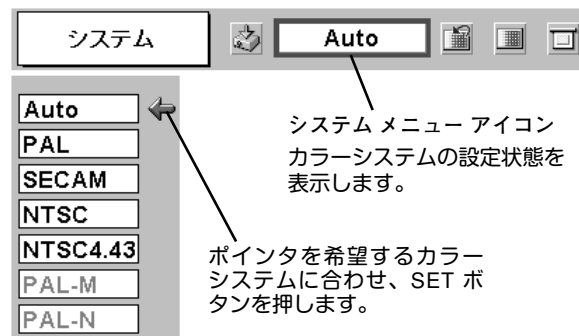 システム
Auto
Auto
PAL
SECAM
NTSC
NTSC4.43
PAL-M
PAL-N
システム メニュー アイコン
カラーシステムの設定状態を
表示します。
ポインタを希望するカラー
システムに合わせ、SET ボ
タンを押します。